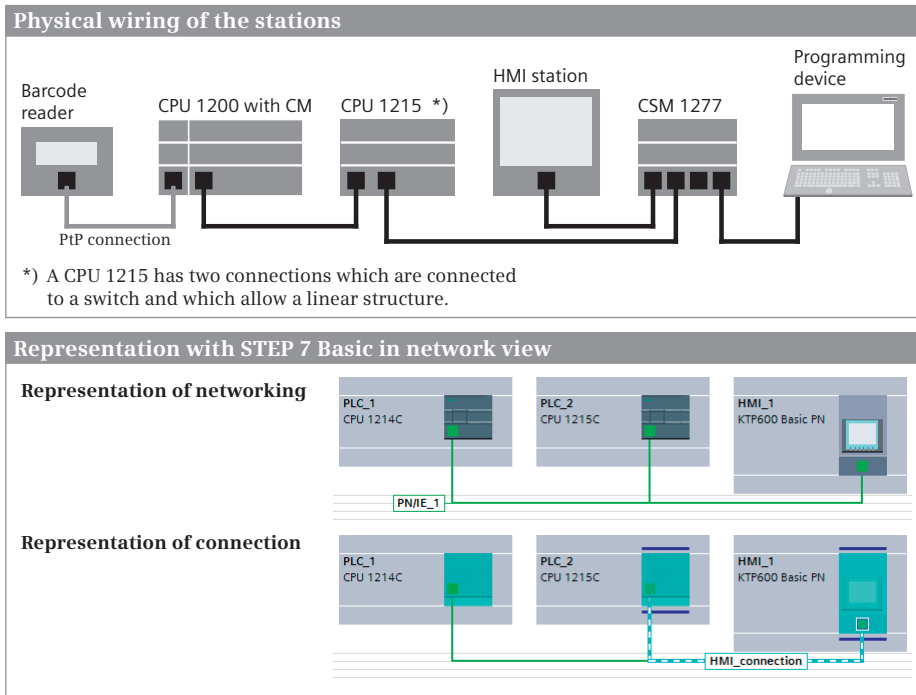 Physical wiring of the stations
Barcode
reader
CPU 1200 with CM
CPU 1215 *)
HMI station
CSM 1277
Programming
device
PtP connection
*) A CPU 1215 has two connections which are connected
to a switch and which allow a linear structure.
Representation with STEP 7 Basic in network view
Representation of networking
PLC_1
CPU 1214C
PLC_2
CPU 1215C
HMI_1
KTP600 Basic PN
PN/IE_1
Representation of connection
PLC_1
CPU 1214C
PLC_2
CPU 1215C
HMI_1
KTP600 Basic PN
HMI_connection